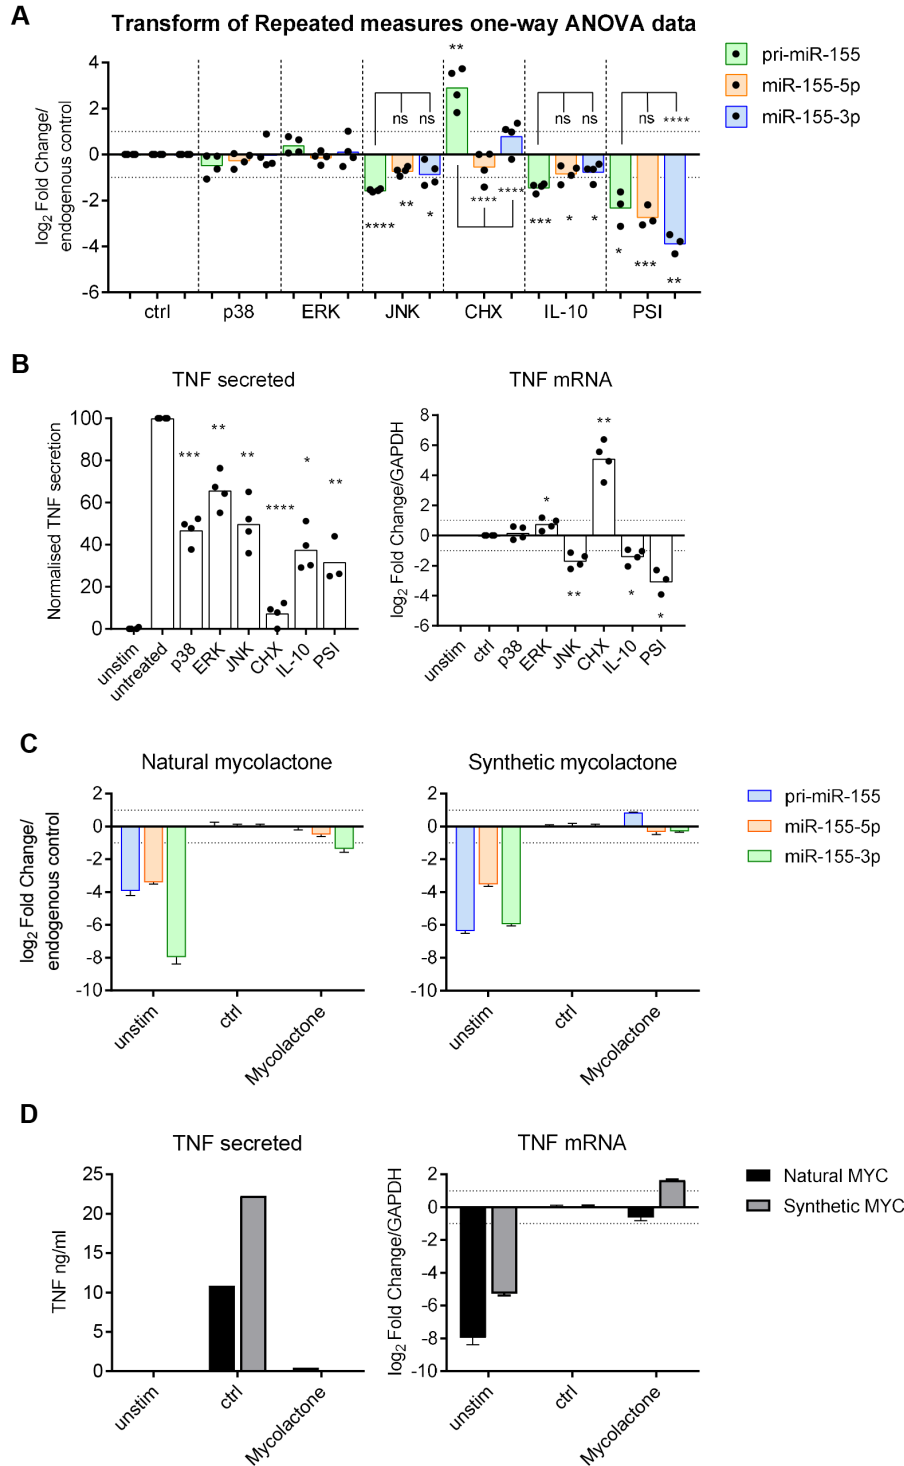 A
Transform of Repeated measures one-way ANOVA data
log2 Fold Change/
endogenous control
4
2
0
-2
-4
-6
** 
ns ns
ns ns
ns ****
**** ** *
**** ****
*** * *
* *** **
ctrl p38 ERK JNK CHX IL-10 PSI
pri-miR-155
miR-155-5p
miR-155-3p
B
TNF secreted
Normalised TNF secretion
100
80
60
40
20
0
*** ** ** **** * **
unstim untreated p38 ERK JNK CHX IL-10 PSI
TNF mRNA
log2 Fold Change/GAPDH
8
6
4
2
0
-2
-4
-6
* ** ** * *
unstim ctrl p38 ERK JNK CHX IL-10 PSI
C
Natural mycolactone
log2 Fold Change/
endogenous control
2
0
-2
-4
-6
-8
-10
unstim ctrl Mycolactone
Synthetic mycolactone
2
0
-2
-4
-6
-8
-10
unstim ctrl Mycolactone
pri-miR-155
miR-155-5p
miR-155-3p
D
TNF secreted
TNF ng/ml
25
20
15
10
5
0
unstim ctrl Mycolactone
TNF mRNA
log2 Fold Change/GAPDH
2
0
-2
-4
-6
-8
-10
unstim ctrl Mycolactone
Natural MYC
Synthetic MYC